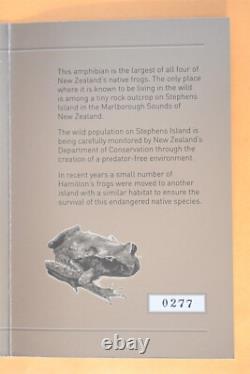 This amphibian is the largest of all four of
New Zealand's native frogs. The only place
where it is known to be living in the wild
is among a tiny rock outcrop on Stephens
Island in the Marlborough Sounds of
New Zealand.
The wild population on Stephens Island is
being carefully monitored by New Zealand's
Department of Conservation through the
creation of a predator-free environment.
In recent years a small number of
Hamilton's frogs were moved to another
island with a similar habitat to ensure the
survival of this endangered native species.
0277